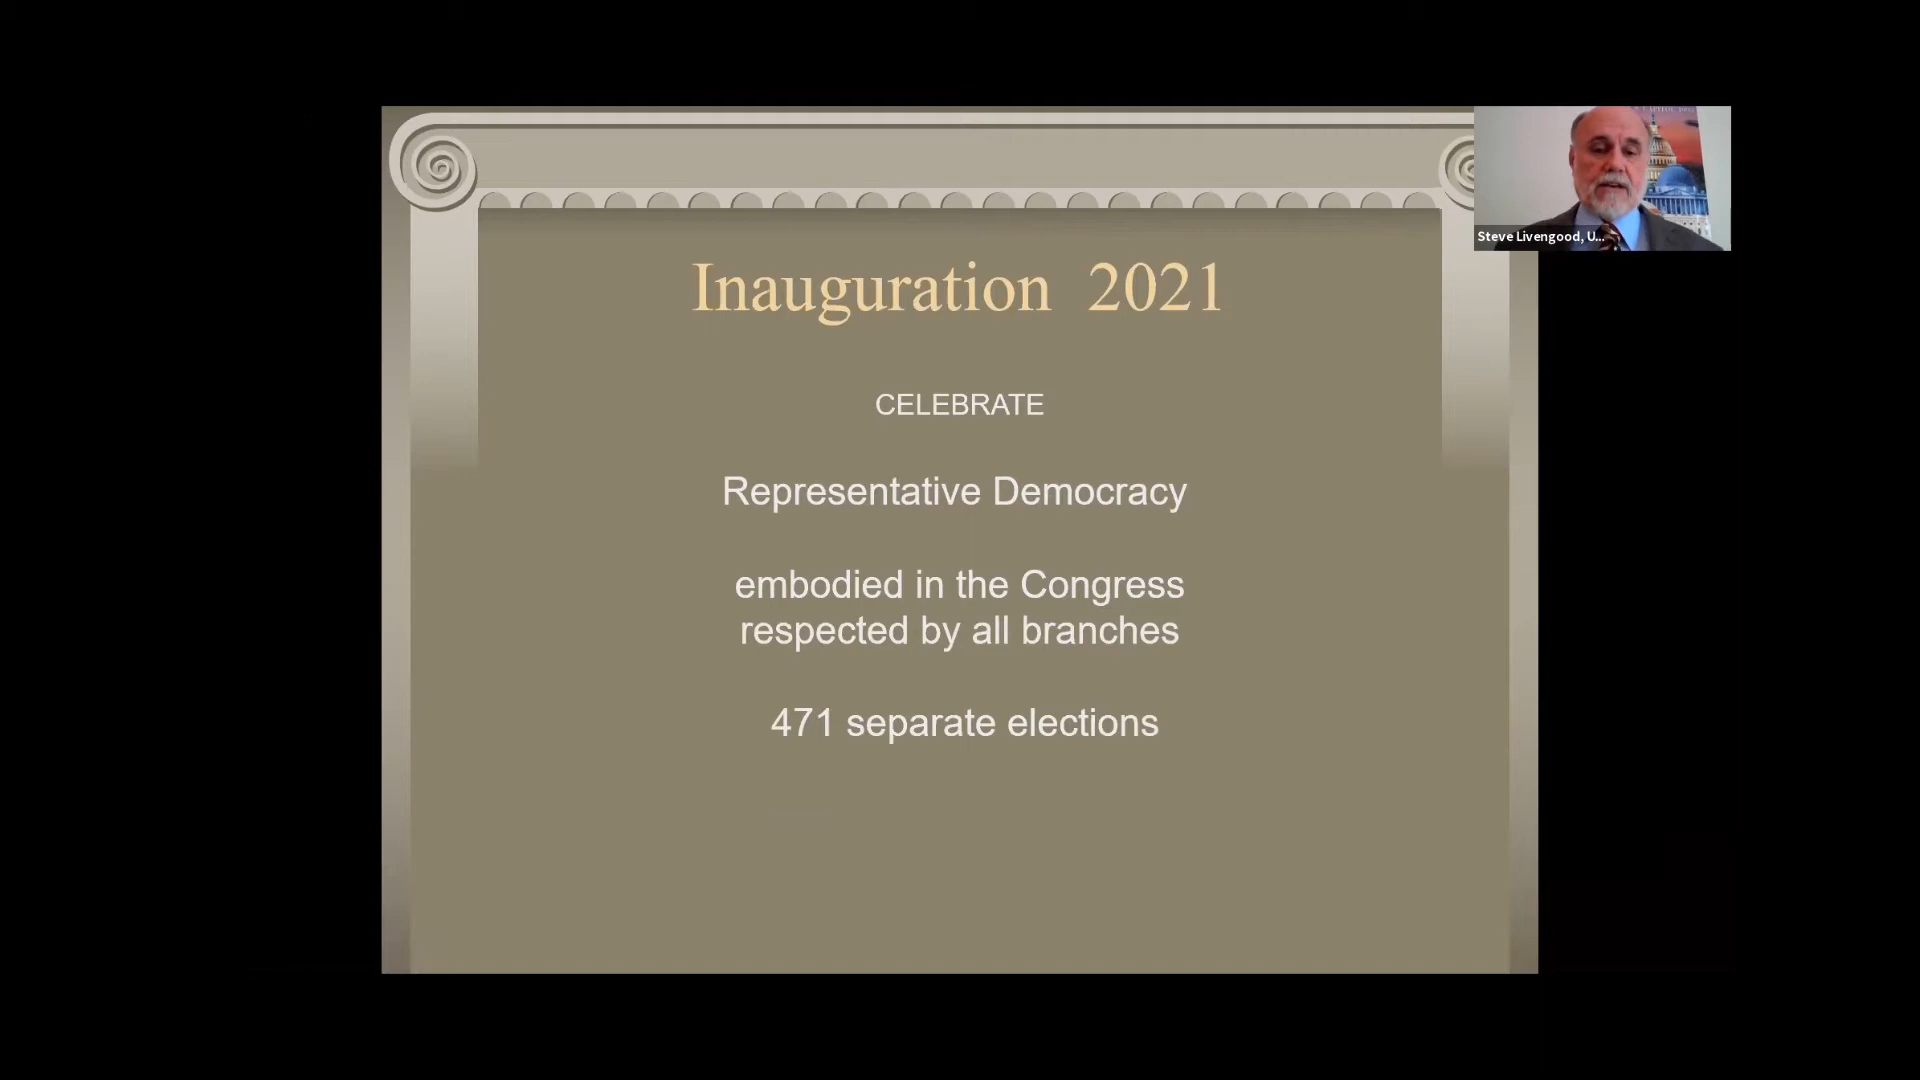 Inauguration 2021
CELEBRATE
Representative Democracy
embodied in the Congress
respected by all branches
471 separate elections
Steve Livengood, U...